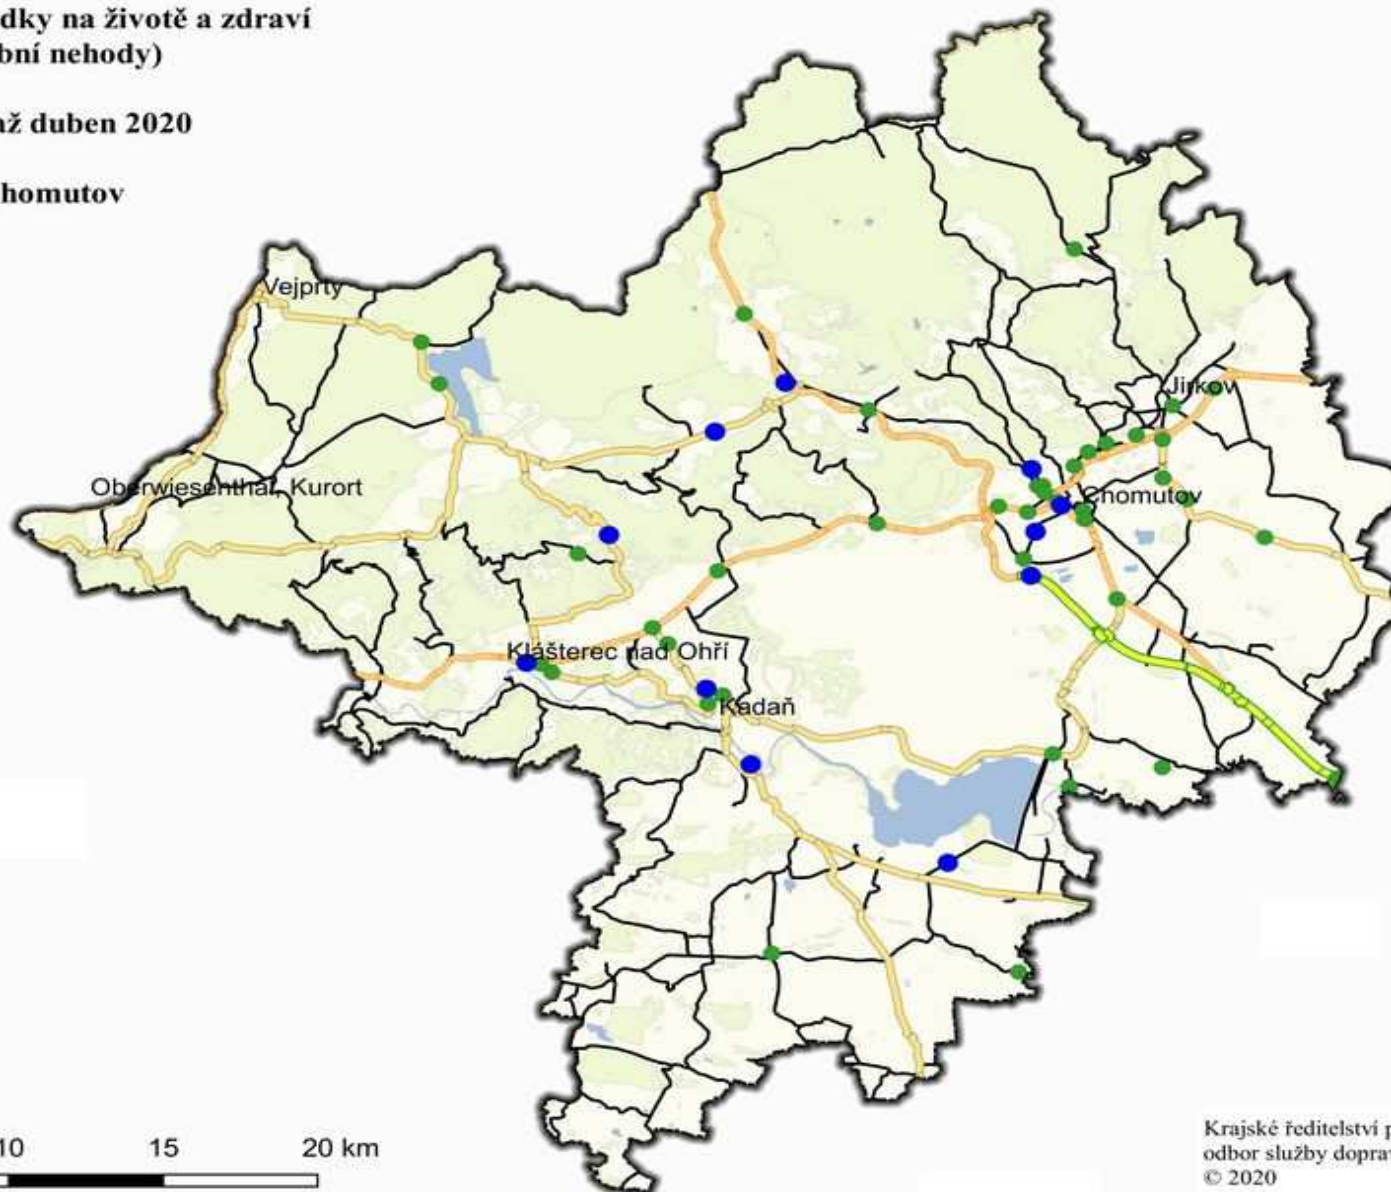 dky na životě a zdraví
bní nehody)
až duben 2020
homutov
Vejprty
Jirkov
Oberwiesenthal, Kurort
Chomutov
Klášterec nad Ohří
Kadaň
10 15 20 km
Krajské ředitelství p
odbor služby doprav
© 2020